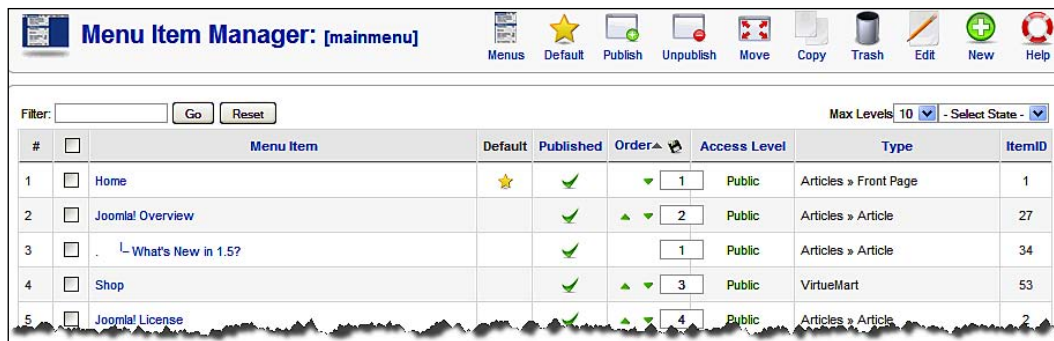 Menu Item Manager: [mainmenu]
Menus Default Publish Unpublish Move Copy Trash Edit New Help
Filter: Go Reset Max Levels 10 - Select State -
# Menu Item Default Published Order Access Level Type ItemID
1 Home 1 Public Articles » Front Page 1
2 Joomla! Overview 2 Public Articles » Article 27
3 . What's New in 1.5? 1 Public Articles » Article 34
4 Shop 3 Public VirtueMart 53
5 Joomla! License 4 Public Articles » Article 2